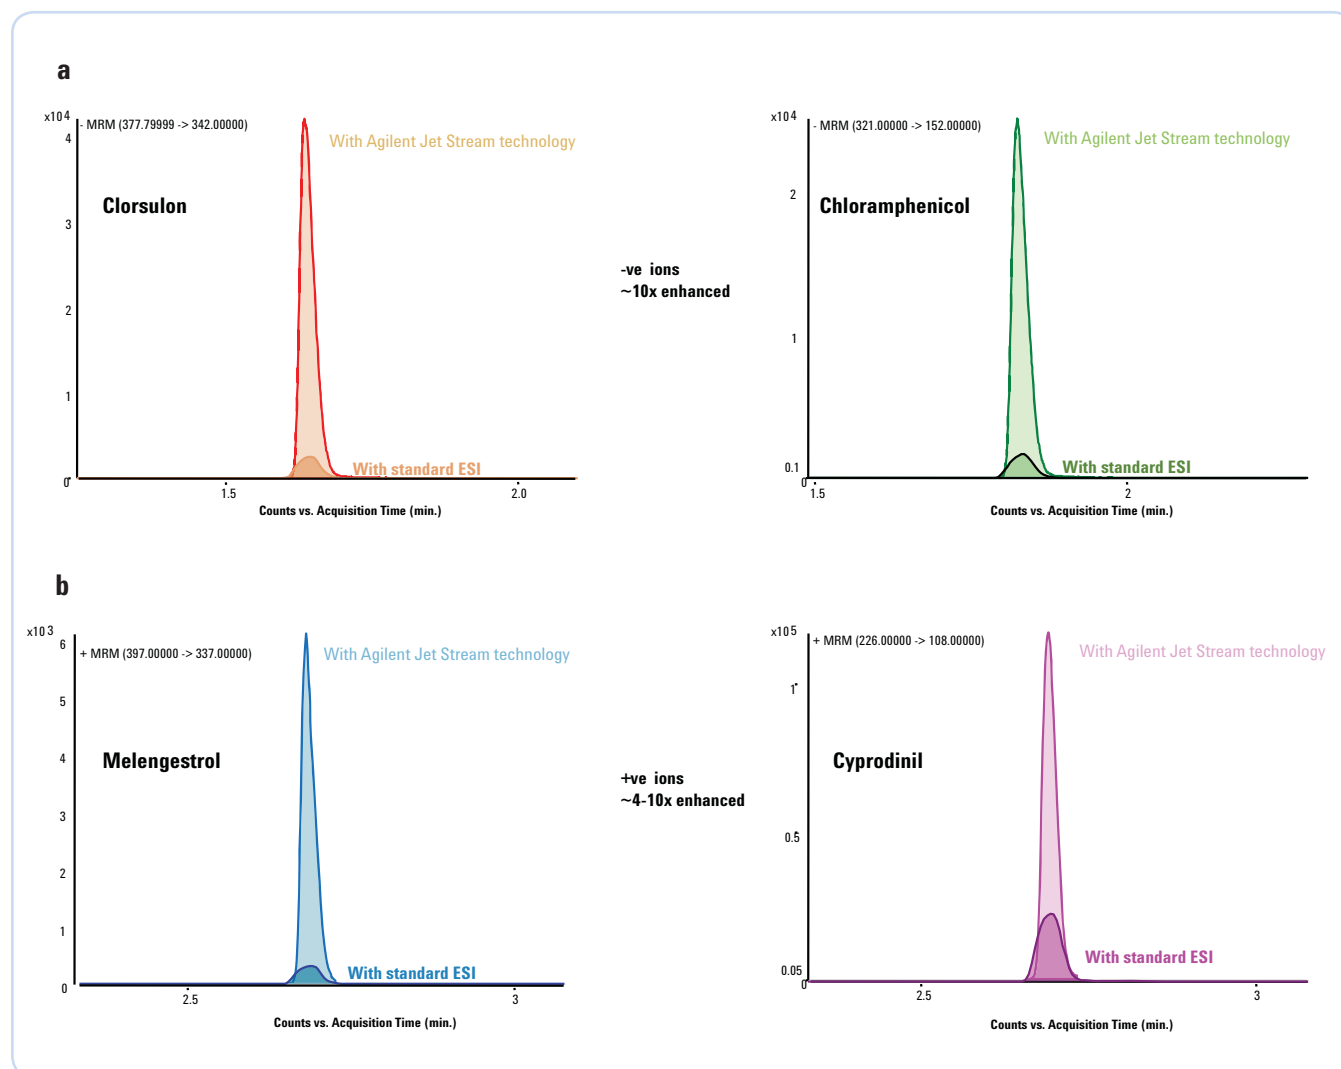 a
x10 4
- MRM (377.79999 -> 342.00000)
With Agilent Jet Stream technology
4
Clorsulon
3
2
1
With standard ESI
0
1.5
2.0
Counts vs. Acquisition Time (min.)
-ve ions
~10x enhanced
x10 4
- MRM (321.00000 -> 152.00000)
With Agilent Jet Stream technology
2
Chloramphenicol
1
0.1
With standard ESI
0
1.5
2
Counts vs. Acquisition Time (min.)
b
x10 3
6
+ MRM (397.00000 -> 337.00000)
With Agilent Jet Stream technology
5
4
Melengestrol
3
2
1
With standard ESI
0
2.5
3
Counts vs. Acquisition Time (min.)
+ve ions
~4-10x enhanced
x10 5
+ MRM (226.00000 -> 108.00000)
With Agilent Jet Stream technology
1
Cyprodinil
0.5
With standard ESI
0.05
0
2.5
3
Counts vs. Acquisition Time (min.)